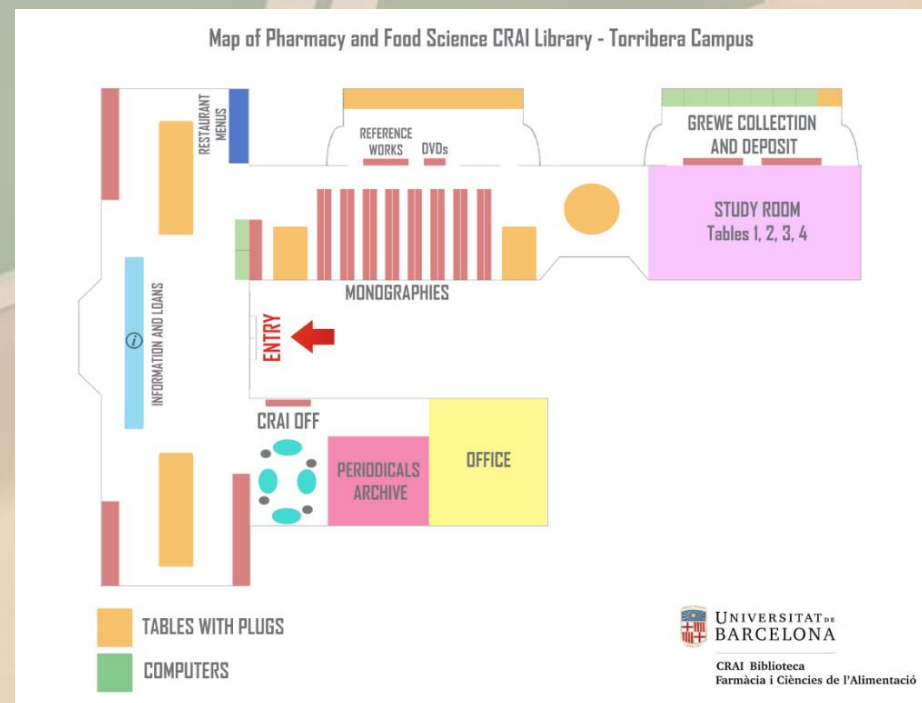 Map of Pharmacy and Food Science CRAI Library - Torribera Campus
RESTAURANT
MENUS
REFERENCE
WORKS
DVDs
GREWE COLLECTION
AND DEPOSIT
STUDY ROOM
Tables 1, 2, 3, 4
MONOGRAPHIES
i
INFORMATION AND LOANS
ENTRY
CRAI OFF
PERIODICALS
ARCHIVE
OFFICE
TABLES WITH PLUGS
COMPUTERS
UNIVERSITAT DE
BARCELONA
CRAI Biblioteca
Farmàcia i Ciències de l'Alimentació